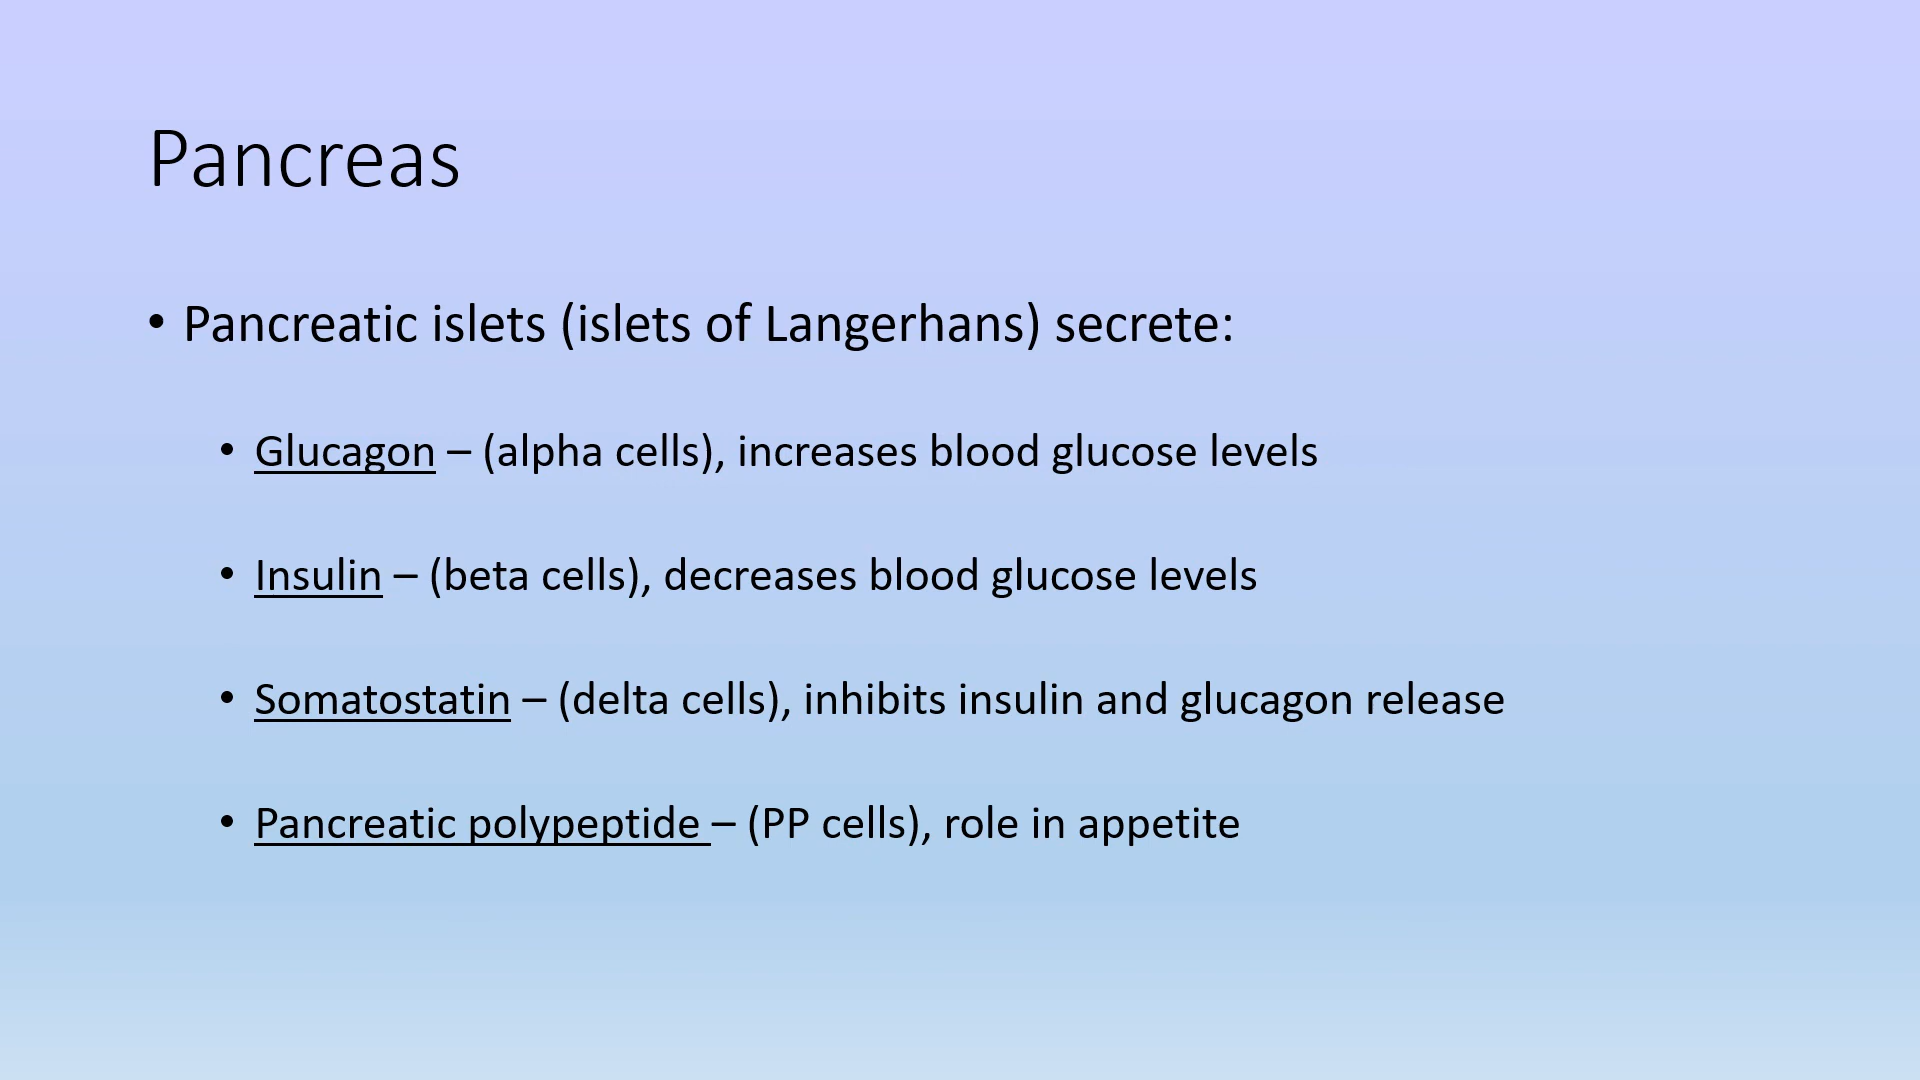 Pancreas
• Pancreatic islets (islets of Langerhans) secrete:
• Glucagon – (alpha cells), increases blood glucose levels
• Insulin – (beta cells), decreases blood glucose levels
• Somatostatin – (delta cells), inhibits insulin and glucagon release
• Pancreatic polypeptide – (PP cells), role in appetite